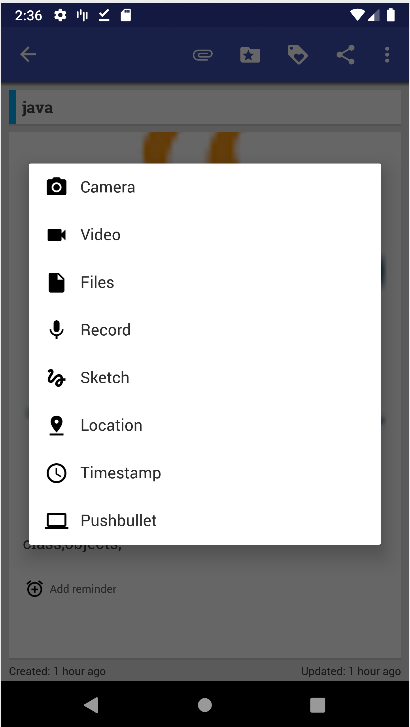 2:36
java
Camera
Video
Files
Record
Sketch
Location
Timestamp
Pushbullet
class,objects,
Add reminder
Created: 1 hour ago
Updated: 1 hour ago